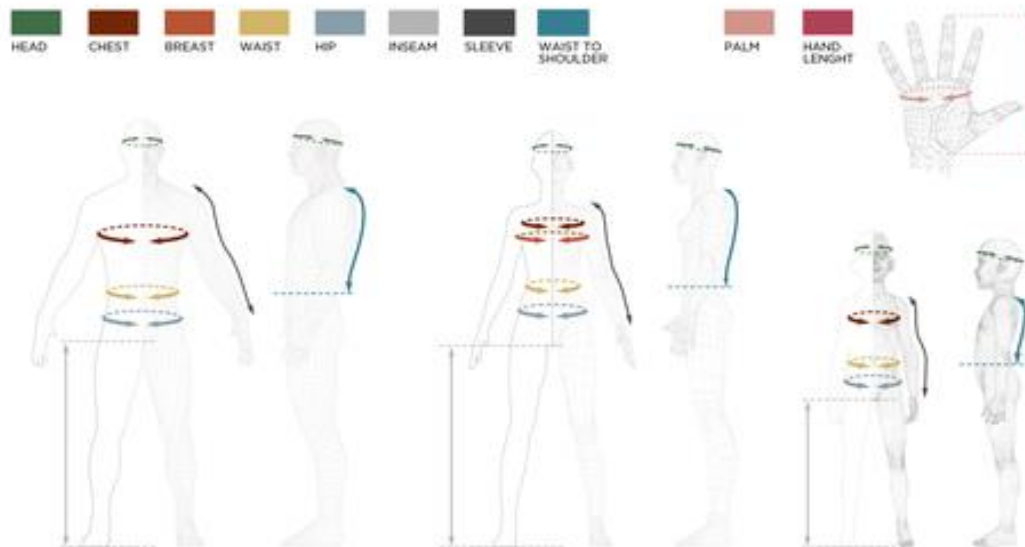 HEAD
CHEST
BREAST
WAIST
HIP
INSEAM
SLEEVE
WAIST TO
SHOULDER
PALM
HAND
LENGHT